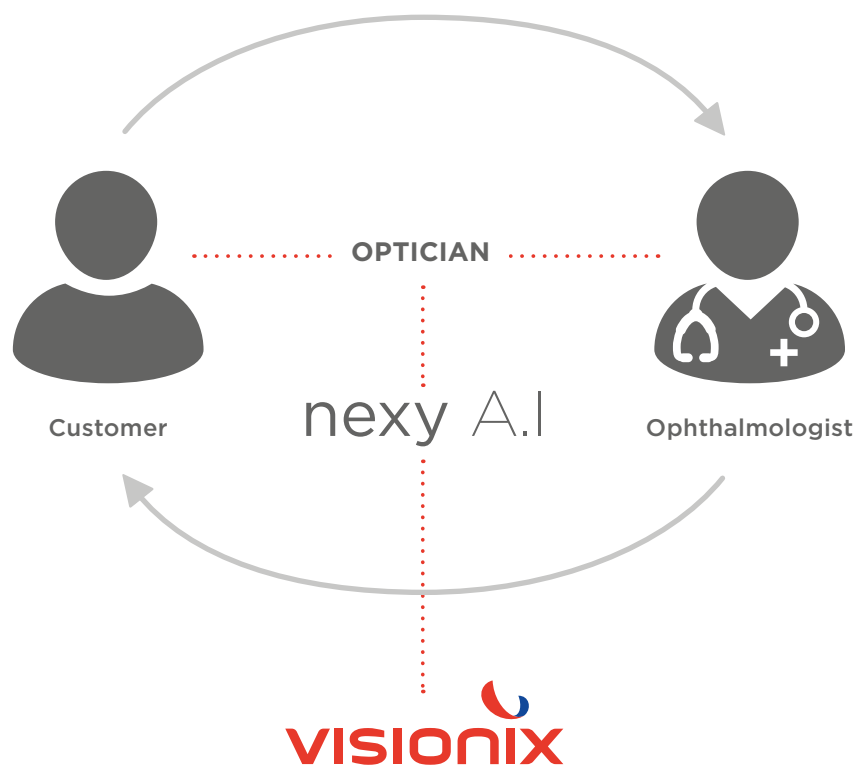 OPTICIAN
nexy A.I
Customer
Ophthalmologist
VISIONIX